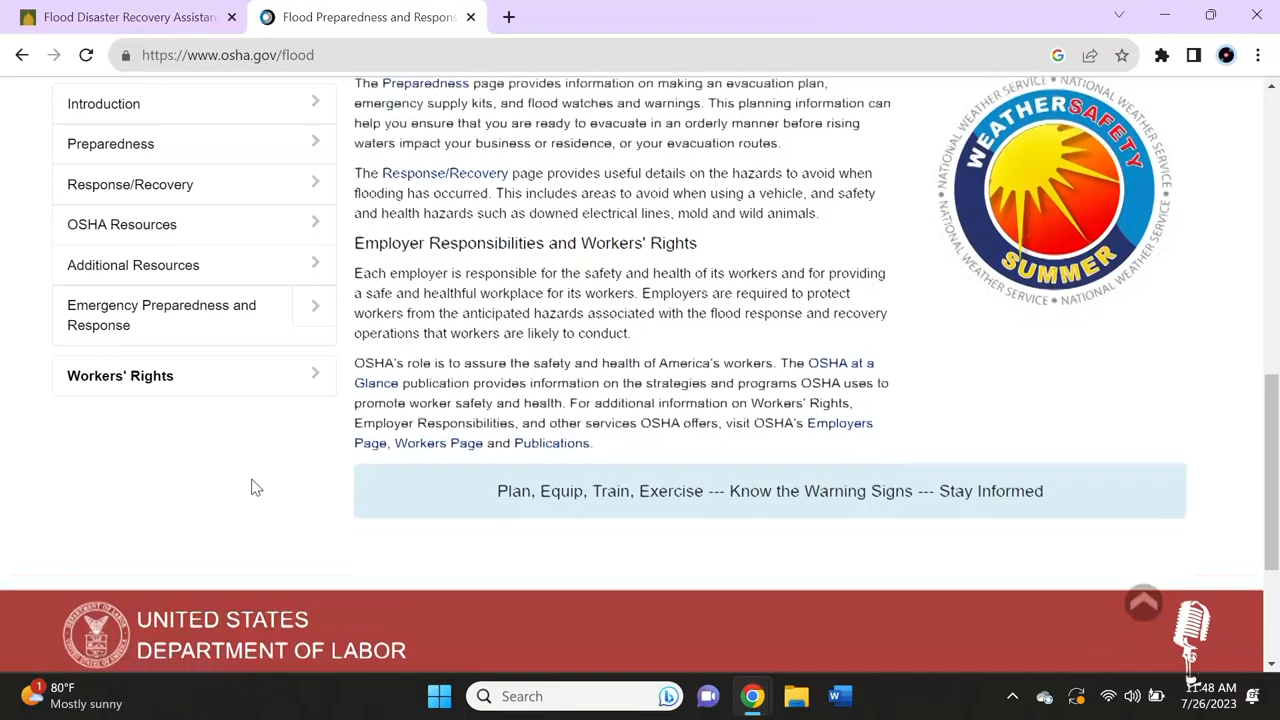 Flood Disaster Recovery Assistan
Flood Preparedness and Respons
https://www.osha.gov/flood
Introduction
Preparedness
Response/Recovery
OSHA Resources
Additional Resources
Emergency Preparedness and
Response
Workers' Rights
The Preparedness page provides information on making an evacuation plan,
emergency supply kits, and flood watches and warnings. This planning information can
help you ensure that you are ready to evacuate in an orderly manner before rising
waters impact your business or residence, or your evacuation routes.
The Response/Recovery page provides useful details on the hazards to avoid when
flooding has occurred. This includes areas to avoid when using a vehicle, and safety
and health hazards such as downed electrical lines, mold and wild animals.
Employer Responsibilities and Workers' Rights
Each employer is responsible for the safety and health of its workers and for providing
a safe and healthful workplace for its workers. Employers are required to protect
workers from the anticipated hazards associated with the flood response and recovery
operations that workers are likely to conduct.
OSHA's role is to assure the safety and health of America's workers. The OSHA at a
Glance publication provides information on the strategies and programs OSHA uses to
promote worker safety and health. For additional information on Workers' Rights,
Employer Responsibilities, and other services OSHA offers, visit OSHA's Employers
Page, Workers Page and Publications.
NATIONAL WEATHER SERVICE • NATIONAL WEATHER SERVICE • NATIONAL WEATHER SERVICE •
WEATHER SAFETY
SUMMER
Plan, Equip, Train, Exercise --- Know the Warning Signs --- Stay Informed
UNITED STATES
DEPARTMENT OF LABOR
1
80°F
Mostly sunny
Search
11:48 AM
7/26/2023